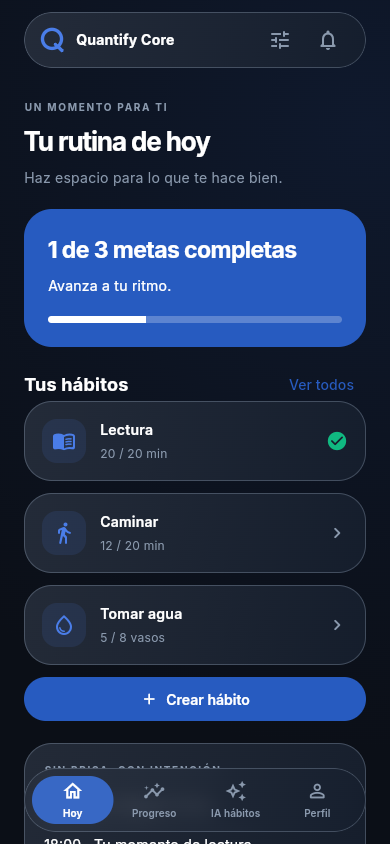 Quantify Core
UN MOMENTO PARA TI
Tu rutina de hoy
Haz espacio para lo que te hace bien.
1 de 3 metas completas
Avanza a tu ritmo.
Tus hábitos
Ver todos
Lectura
20 / 20 min
Caminar
12 / 20 min
Tomar agua
5 / 8 vasos
+ Crear hábito
SIN PRISA, CON INTENCIÓN
Hoy
Progreso
IA hábitos
Perfil
18:00 · Tu momento de lectura